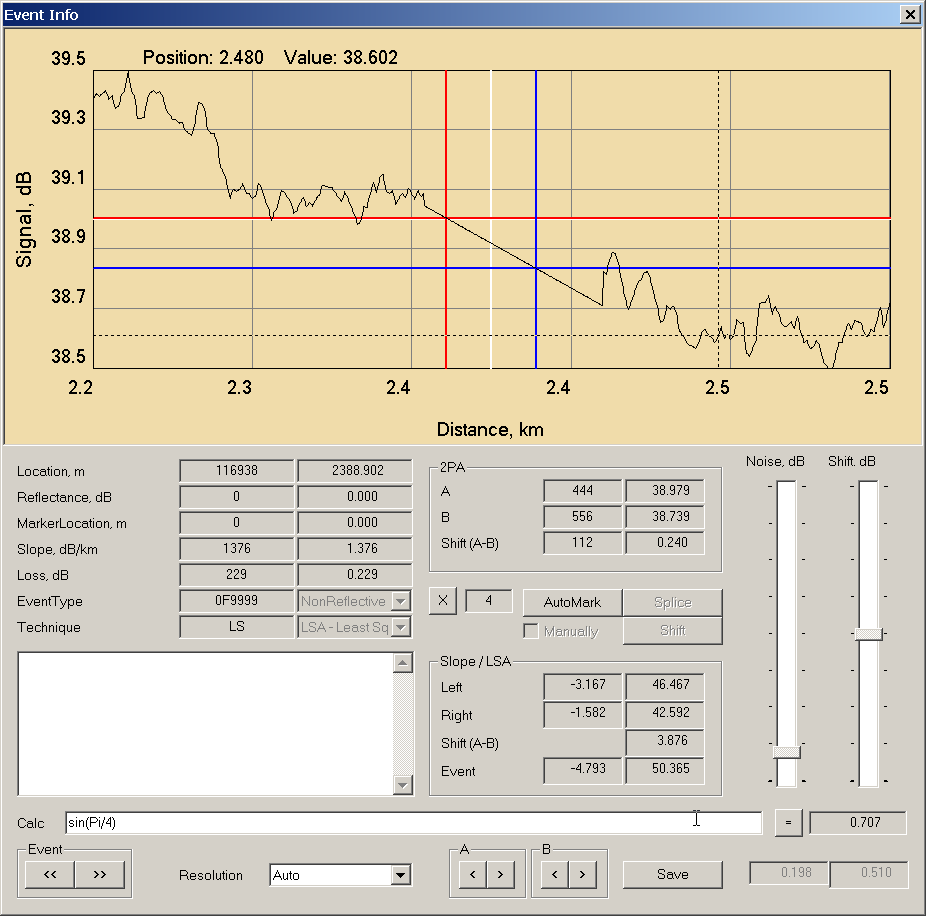 Event Info
Position: 2.480 Value: 38.602
39.5
39.3
39.1
38.9
38.7
38.5
Signal, dB
2.2 2.3 2.4 2.4 2.5 2.5
Distance, km
Location, m 116938 2388.902
Reflectance, dB 0 0.000
MarkerLocation, m 0 0.000
Slope, dB/km 1376 1.376
Loss, dB 229 0.229
EventType 0F9999 NonReflective
Technique LS LSA - Least Sq
2PA
A 444 38.979
B 556 38.739
Shift (A-B) 112 0.240
X 4 AutoMark Splice
Manually Shift
Slope / LSA
Left -3.167 46.467
Right -1.582 42.592
Shift (A-B) 3.876
Event -4.793 50.365
Noise, dB Shift. dB
Calc sin(Pi/4) = 0.707
Event
<< >>
Resolution Auto
A
< >
B
< >
Save 0.198 0.510